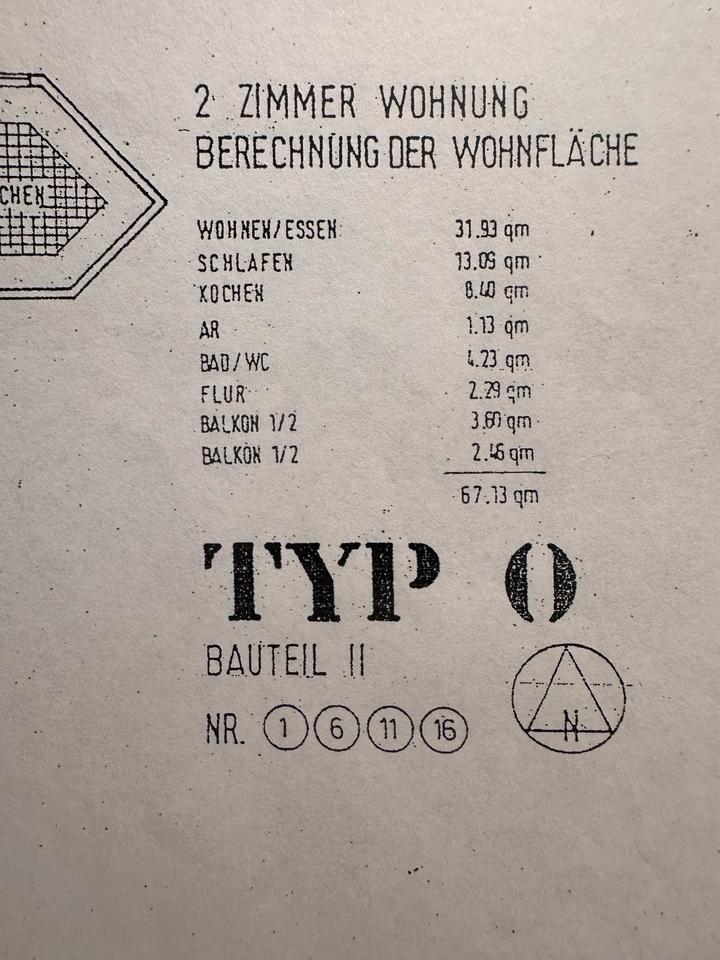 CHEN
2 ZIMMER WOHNUNG
BERECHNUNG DER WOHNFLÄCHE
WOHNEN/ESSEN 31.93 qm
SCHLAFEN 13.09 qm
KOCHEN 8.40 qm
AR 1.13 qm
BAD/WC 4.23 qm
FLUR 2.29 qm
BALKON 1/2 3.60 qm
BALKON 1/2 2.46 qm
67.13 qm
TYP O
BAUTEIL II
NR. 1 6 11 16
N